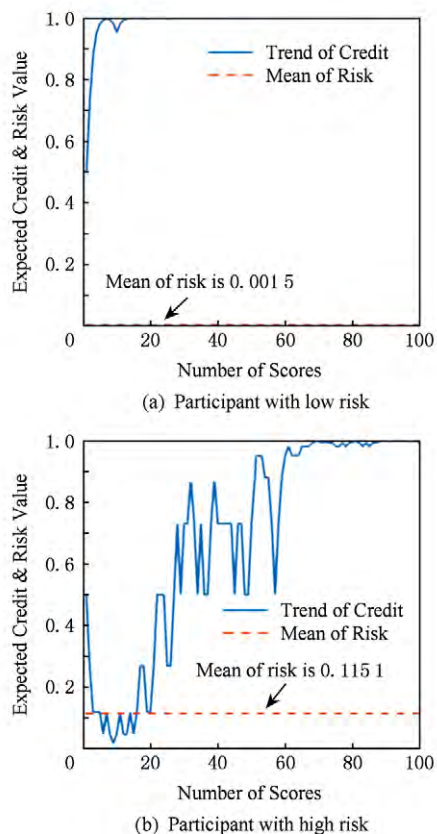 Expected Credit & Risk Value
1. 0
0. 8
0. 6
0. 4
0. 2
Trend of Credit
Mean of Risk
Mean of risk is 0. 001 5
0 20 40 60 80 100
Number of Scores
(a) Participant with low risk
Expected Credit & Risk Value
1. 0
0. 8
0. 6
0. 4
0. 2
Trend of Credit
Mean of Risk
Mean of risk is 0. 115 1
0 20 40 60 80 100
Number of Scores
(b) Participant with high risk